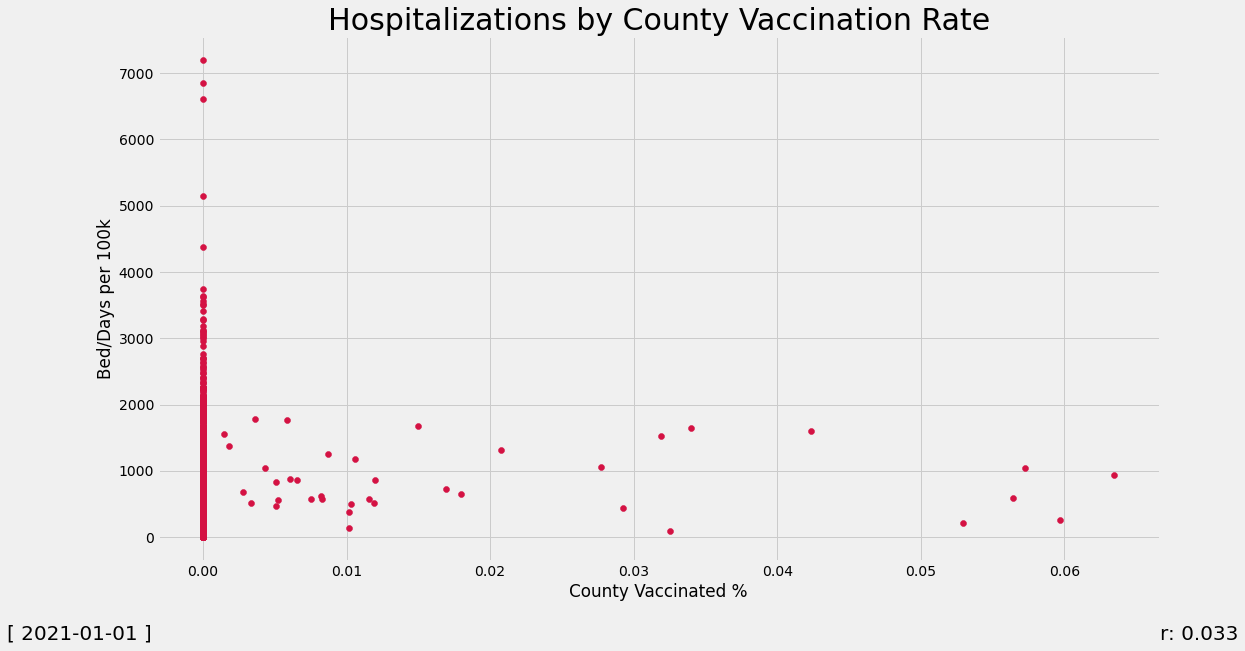 Hospitalizations by County Vaccination Rate
7000
6000
5000
4000
3000
2000
1000
0
Bed/Days per 100k
0.00 0.01 0.02 0.03 0.04 0.05 0.06
County Vaccinated %
[ 2021-01-01 ]
r: 0.033